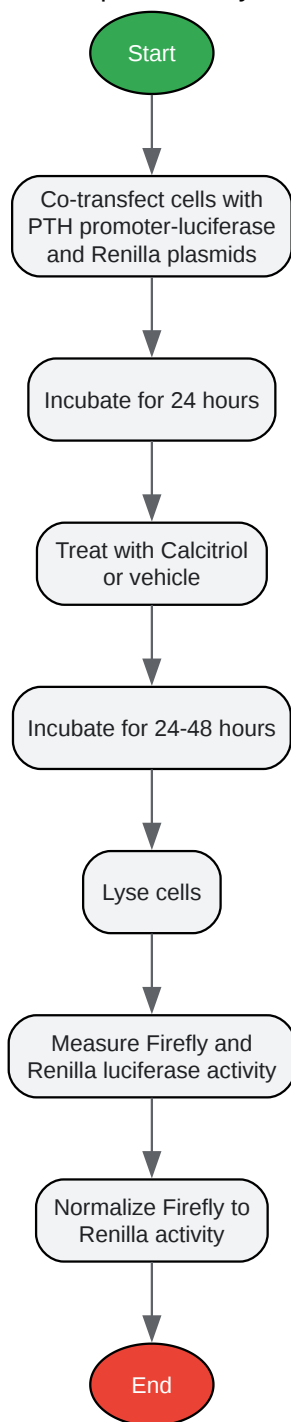 Start
Co-transfect cells with
PTH promoter-luciferase
and Renilla plasmids
Incubate for 24 hours
Treat with Calcitriol
or vehicle
Incubate for 24-48 hours
Lyse cells
Measure Firefly and
Renilla luciferase activity
Normalize Firefly to
Renilla activity
End